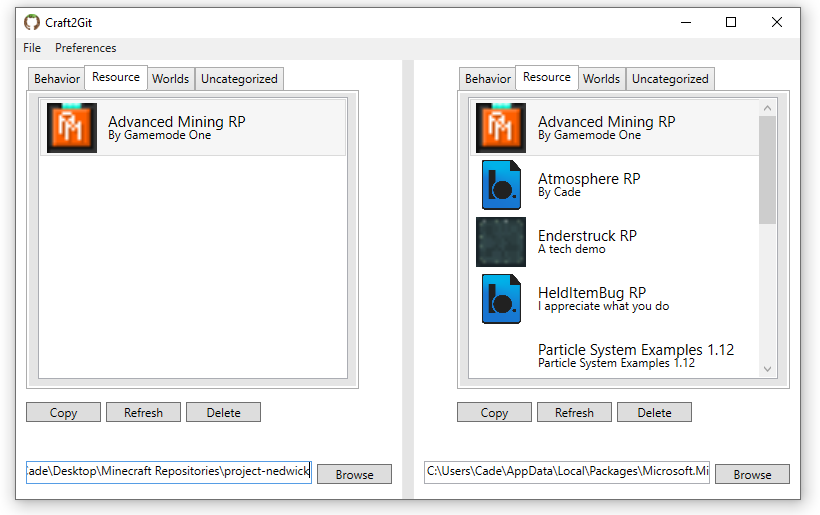 Craft2Git
File Preferences
Behavior Resource Worlds Uncategorized
Advanced Mining RP
By Gamemode One
Copy Refresh Delete
Cade\Desktop\Minecraft Repositories\project-nedwick Browse
Behavior Resource Worlds Uncategorized
Advanced Mining RP
By Gamemode One
Atmosphere RP
By Cade
Enderstruck RP
A tech demo
HeldItemBug RP
I appreciate what you do
Particle System Examples 1.12
Particle System Examples 1.12
Copy Refresh Delete
C:\Users\Cade\AppData\Local\Packages\Microsoft.Mi Browse